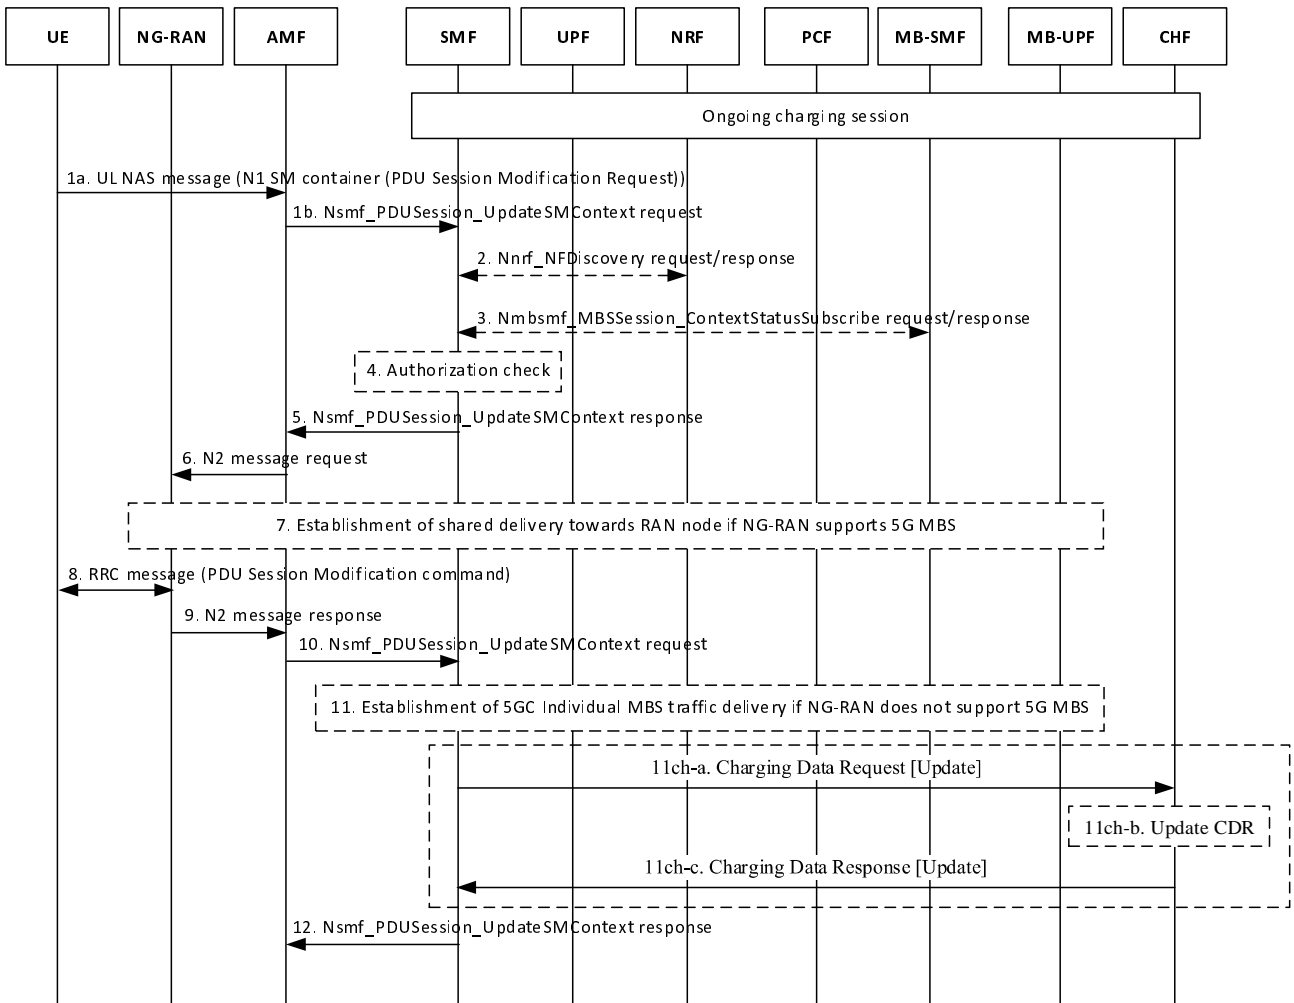 UE
NG-RAN
AMF
SMF
UPF
NRF
PCF
MB-SMF
MB-UPF
CHF
Ongoing charging session
1a. UL NAS message (N1 SM container (PDU Session Modification Request))
1b. Nsmf_PDUSession_UpdateSMContext request
2. Nnrf_NFDiscovery request/response
3. Nmbsmf_MBSSession_ContextStatusSubscribe request/response
4. Authorization check
5. Nsmf_PDUSession_UpdateSMContext response
6. N2 message request
7. Establishment of shared delivery towards RAN node if NG-RAN supports 5G MBS
8. RRC message (PDU Session Modification command)
9. N2 message response
10. Nsmf_PDUSession_UpdateSMContext request
11. Establishment of 5GC Individual MBS traffic delivery if NG-RAN does not support 5G MBS
11ch-a. Charging Data Request [Update]
11ch-b. Update CDR
11ch-c. Charging Data Response [Update]
12. Nsmf_PDUSession_UpdateSMContext response